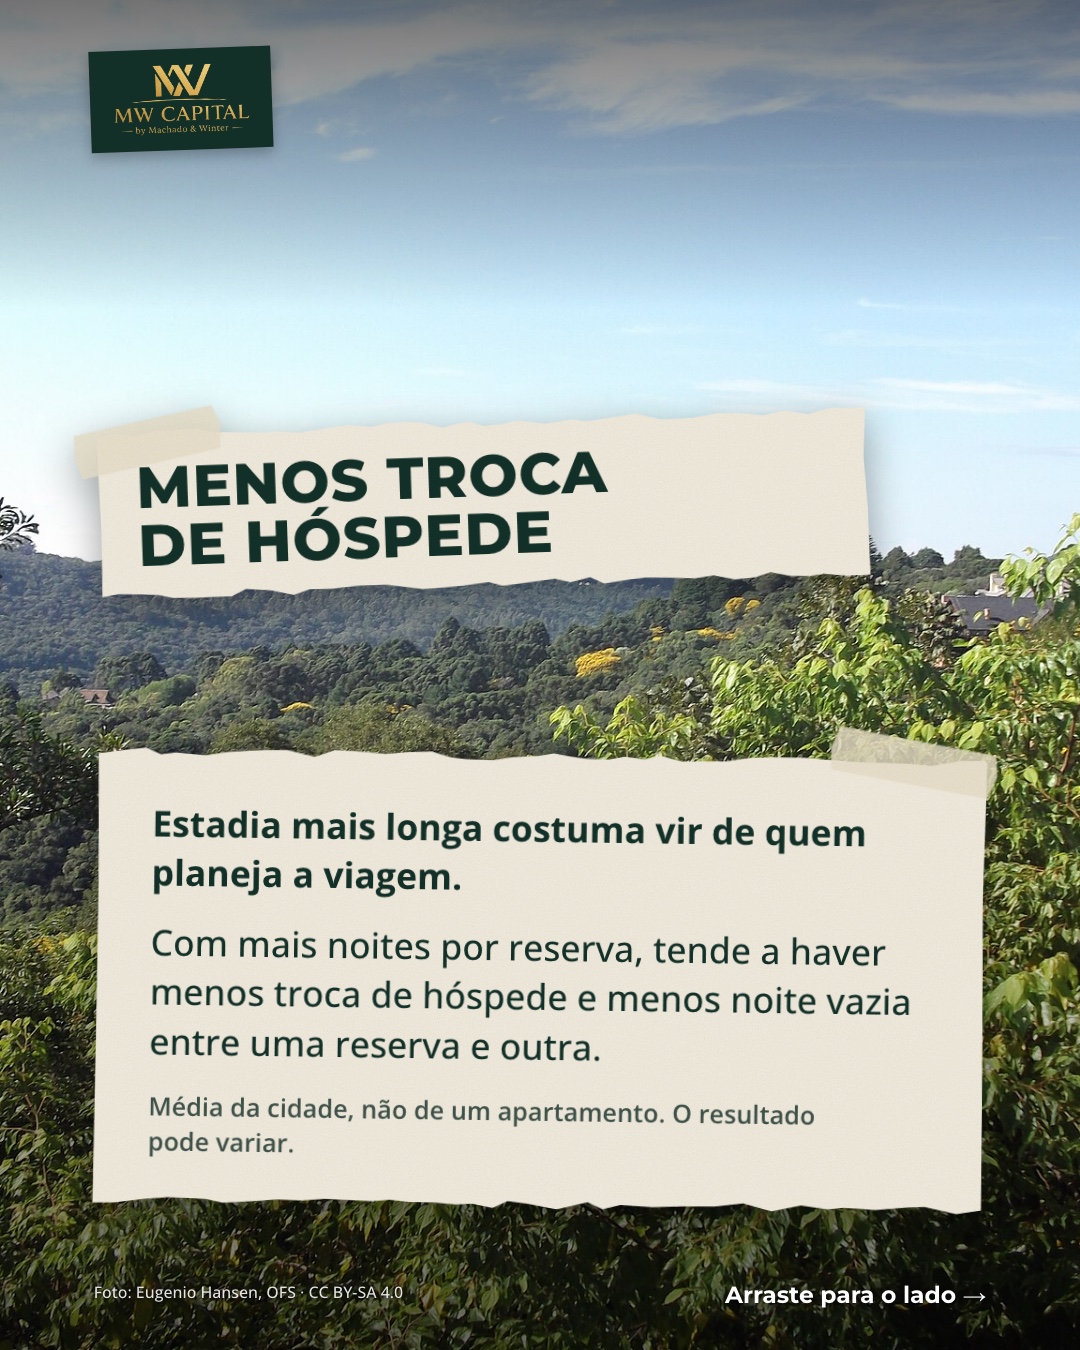 MW CAPITAL
by Machado & Winter
MENOS TROCA
DE HÓSPEDE
Estadia mais longa costuma vir de quem
planeja a viagem.
Com mais noites por reserva, tende a haver
menos troca de hóspede e menos noite vazia
entre uma reserva e outra.
Média da cidade, não de um apartamento. O resultado
pode variar.
Foto: Eugenio Hansen, OFS · CC BY-SA 4.0
Arraste para o lado →